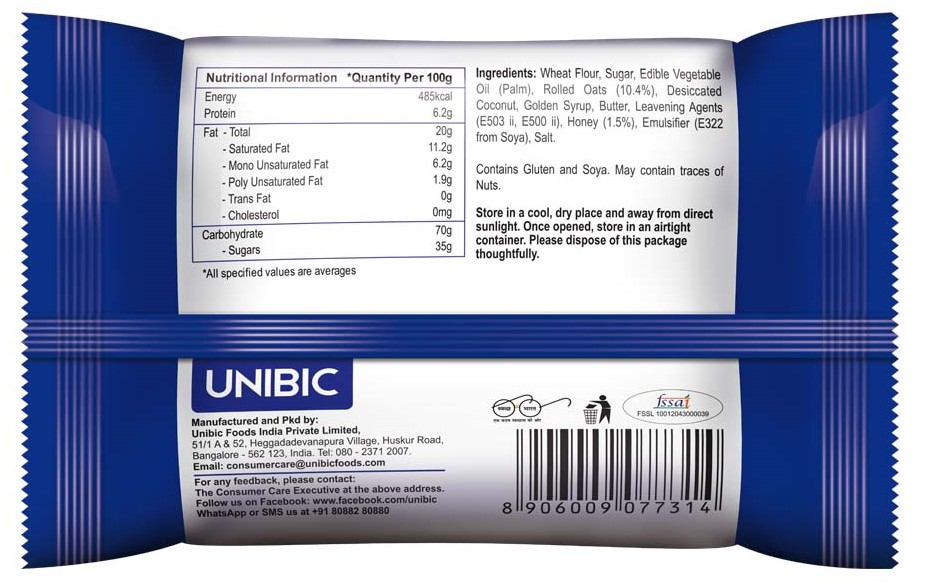 Nutritional Information *Quantity Per 100g
Energy 485kcal
Protein 6.2g
Fat - Total 20g
- Saturated Fat 11.2g
- Mono Unsaturated Fat 6.2g
- Poly Unsaturated Fat 1.9g
- Trans Fat 0g
- Cholesterol 0mg
Carbohydrate 70g
- Sugars 35g
*All specified values are averages
Ingredients: Wheat Flour, Sugar, Edible Vegetable
Oil (Palm), Rolled Oats (10.4%), Desiccated
Coconut, Golden Syrup, Butter, Leavening Agents
(E503 ii, E500 ii), Honey (1.5%), Emulsifier (E322
from Soya), Salt.
Contains Gluten and Soya. May contain traces of
Nuts.
Store in a cool, dry place and away from direct
sunlight. Once opened, store in an airtight
container. Please dispose of this package
thoughtfully.
UNIBIC
Manufactured and Pkd by:
Unibic Foods India Private Limited,
51/1 A & 52, Heggadadevanapura Village, Huskur Road,
Bangalore - 562 123, India. Tel: 080 - 2371 2007.
Email: consumercare@unibicfoods.com
For any feedback, please contact:
The Consumer Care Executive at the above address.
Follow us on Facebook: www.facebook.com/unibic
WhatsApp or SMS us at +91 80882 80880
स्वच्छ भारत
एक कदम स्वच्छता की ओर
fssai
FSSL 10012043000039
8 906009 077314